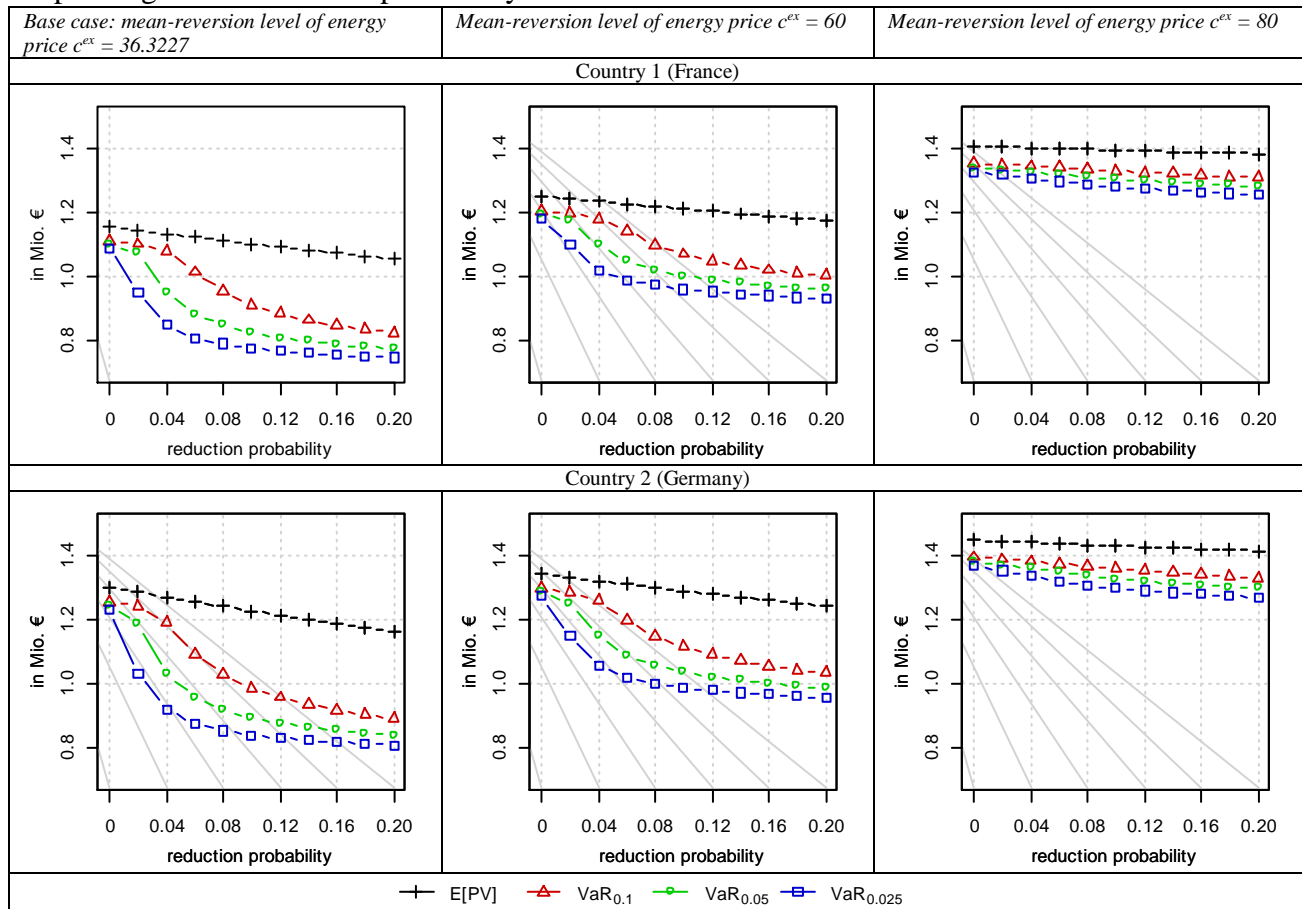 Base case: mean-reversion level of energy
price c^ex = 36.3227
Mean-reversion level of energy price c^ex = 60
Mean-reversion level of energy price c^ex = 80
Country 1 (France)
in Mio. €
1.4
1.2
1.0
0.8
0 0.04 0.08 0.12 0.16 0.20
reduction probability
in Mio. €
1.4
1.2
1.0
0.8
0 0.04 0.08 0.12 0.16 0.20
reduction probability
in Mio. €
1.4
1.2
1.0
0.8
0 0.04 0.08 0.12 0.16 0.20
reduction probability
Country 2 (Germany)
in Mio. €
1.4
1.2
1.0
0.8
0 0.04 0.08 0.12 0.16 0.20
reduction probability
in Mio. €
1.4
1.2
1.0
0.8
0 0.04 0.08 0.12 0.16 0.20
reduction probability
in Mio. €
1.4
1.2
1.0
0.8
0 0.04 0.08 0.12 0.16 0.20
reduction probability
E[PV] VaR0.1 VaR0.05 VaR0.025